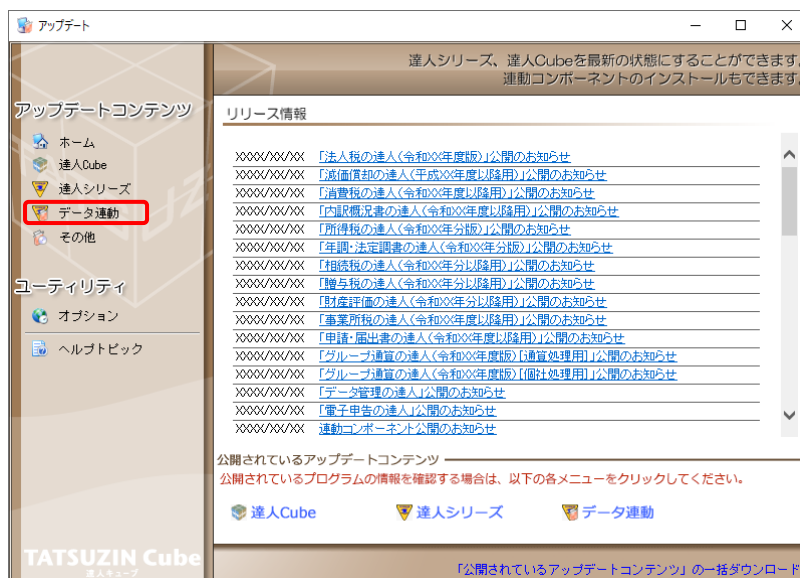 アップデート
達人シリーズ、達人Cubeを最新の状態にすることができます。
連動コンポーネントのインストールもできます。
アップデートコンテンツ
ホーム
達人Cube
達人シリーズ
データ連動
その他
ユーティリティ
オプション
ヘルプトピック
TATSUZIN Cube
達人キューブ
リリース情報
XXXX/XX/XX 「法人税の達人(令和XX年度版)」公開のお知らせ
XXXX/XX/XX 「減価償却の達人(平成XX年度以降用)」公開のお知らせ
XXXX/XX/XX 「消費税の達人(令和XX年度以降用)」公開のお知らせ
XXXX/XX/XX 「内訳概況書の達人(令和XX年度以降用)」公開のお知らせ
XXXX/XX/XX 「所得税の達人(令和XX年分版)」公開のお知らせ
XXXX/XX/XX 「年調・法定調書の達人(令和XX年分版)」公開のお知らせ
XXXX/XX/XX 「相続税の達人(令和XX年分以降用)」公開のお知らせ
XXXX/XX/XX 「贈与税の達人(令和XX年分以降用)」公開のお知らせ
XXXX/XX/XX 「財産評価の達人(令和XX年分以降用)」公開のお知らせ
XXXX/XX/XX 「事業所税の達人(令和XX年度以降用)」公開のお知らせ
XXXX/XX/XX 「申請・届出書の達人(令和XX年度以降用)」公開のお知らせ
XXXX/XX/XX 「グループ通算の達人(令和XX年度版)[通算処理用]」公開のお知らせ
XXXX/XX/XX 「グループ通算の達人(令和XX年度版)[個社処理用]」公開のお知らせ
XXXX/XX/XX 「データ管理の達人」公開のお知らせ
XXXX/XX/XX 「電子申告の達人」公開のお知らせ
XXXX/XX/XX 連動コンポーネント公開のお知らせ
公開されているアップデートコンテンツ
公開されているプログラムの情報を確認する場合は、以下の各メニューをクリックしてください。
達人Cube 達人シリーズ データ連動
「公開されているアップデートコンテンツ」の一括ダウンロード